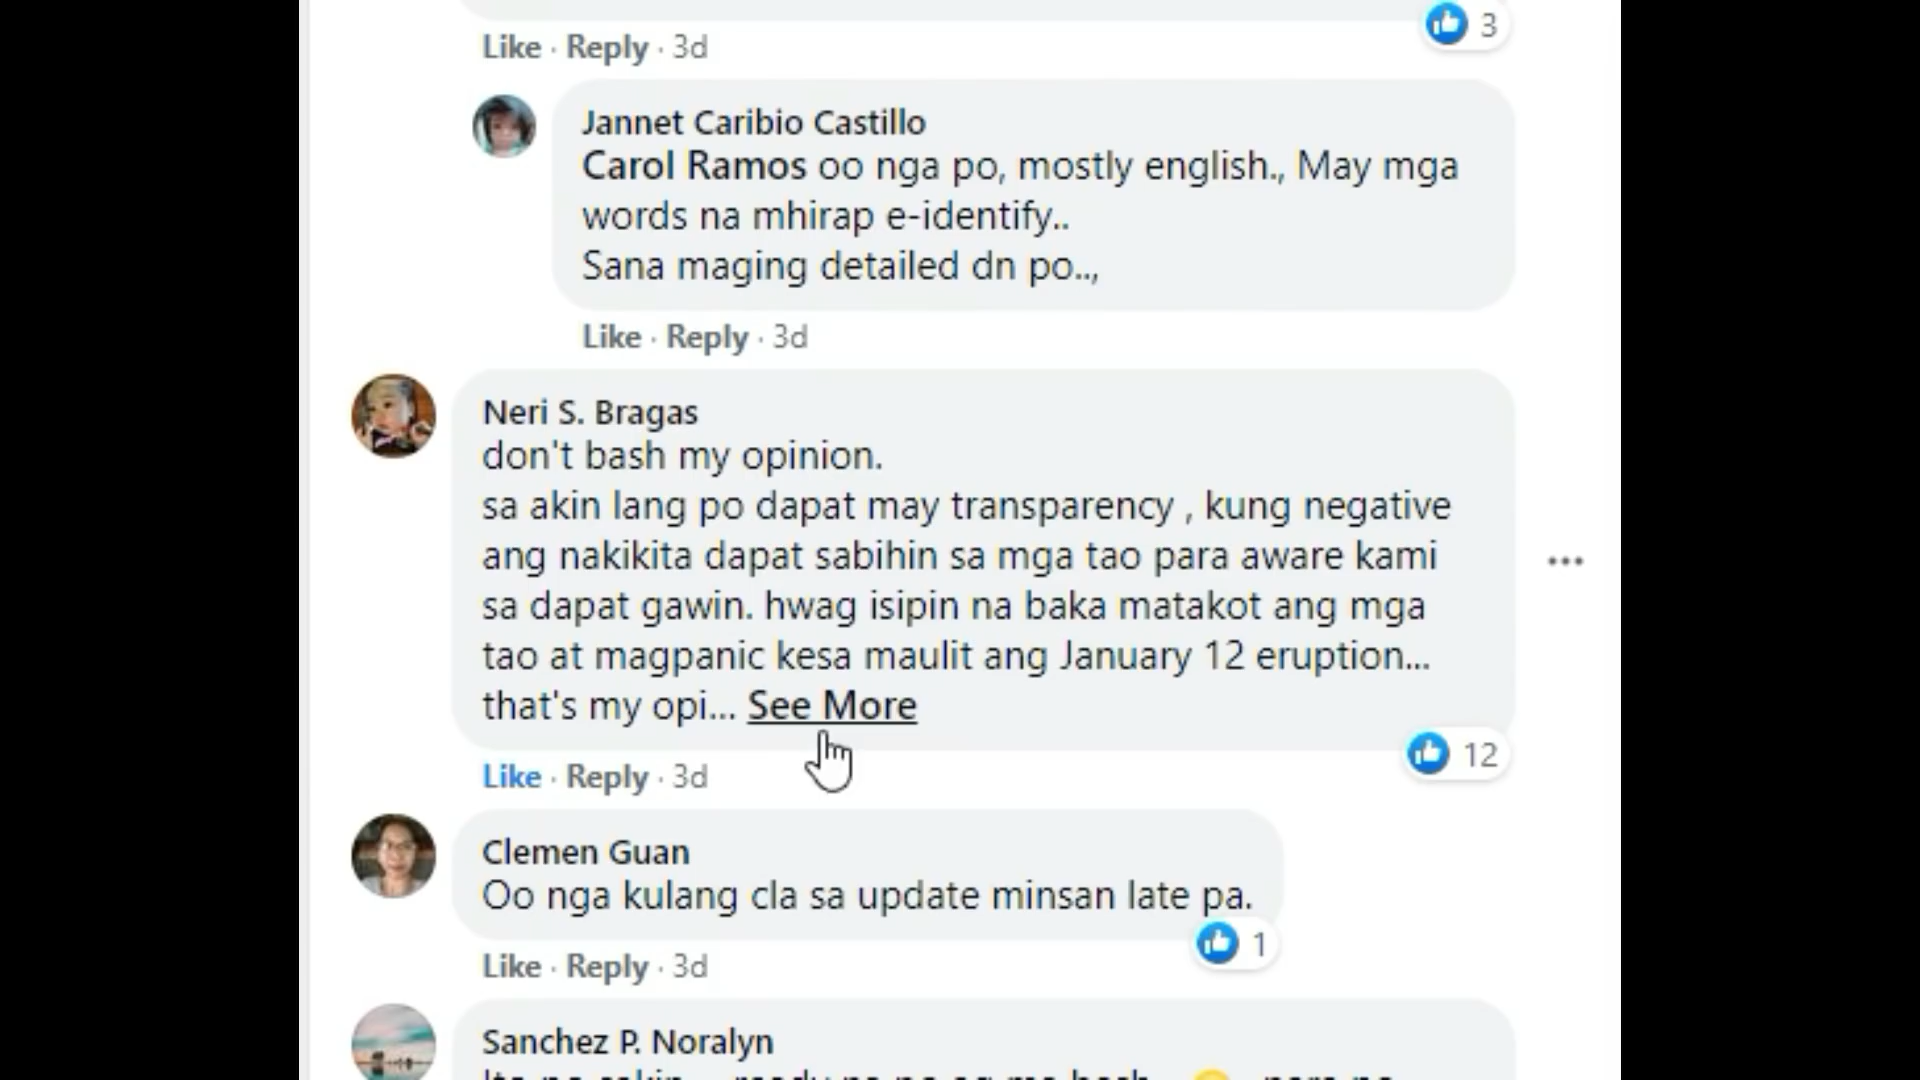 3
Like · Reply · 3d
Jannet Caribio Castillo
Carol Ramos oo nga po, mostly english., May mga
words na mhirap e-identify..
Sana maging detailed dn po..,
Like · Reply · 3d
Neri S. Bragas
don't bash my opinion.
sa akin lang po dapat may transparency , kung negative
ang nakikita dapat sabihin sa mga tao para aware kami
sa dapat gawin. hwag isipin na baka matakot ang mga
tao at magpanic kesa maulit ang January 12 eruption...
that's my opi... See More
12
Like · Reply · 3d
Clemen Guan
Oo nga kulang cla sa update minsan late pa.
1
Like · Reply · 3d
Sanchez P. Noralyn